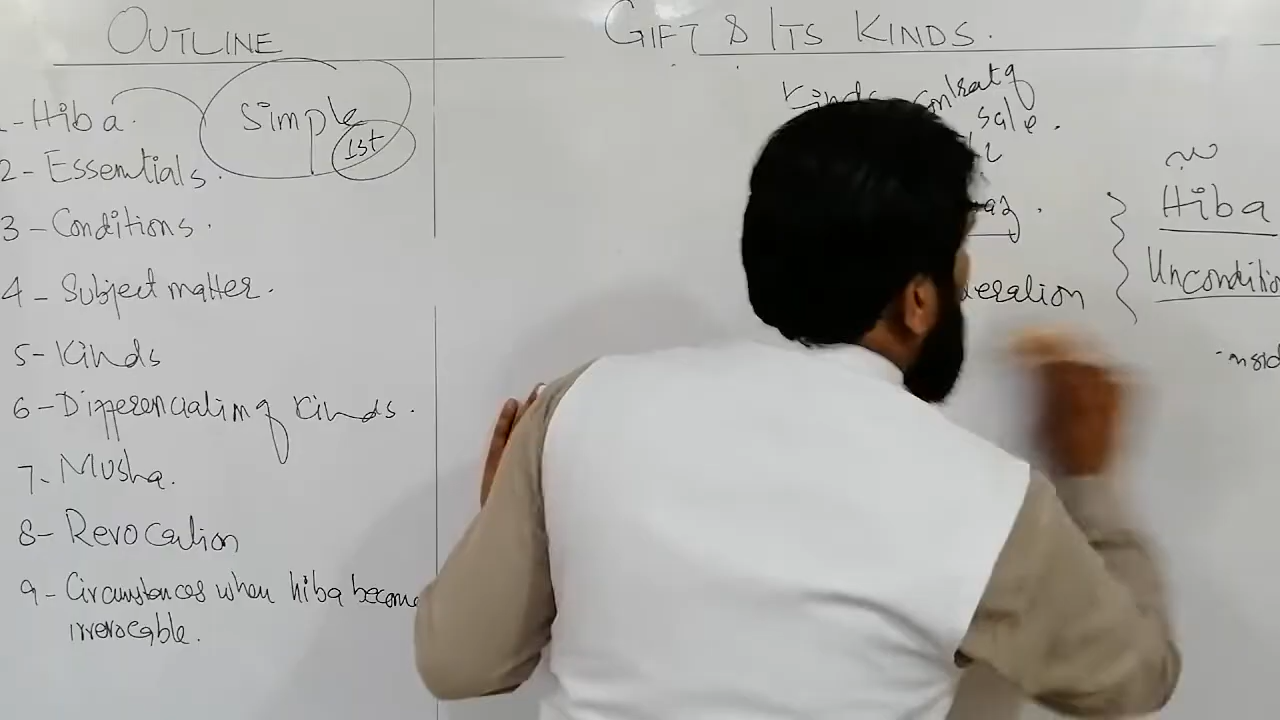 OUTLINE
1 - Hiba.
Simple
1st
2 - Essentials.
3 - Conditions.
4 - Subject matter.
5 - Kinds
6 - Differenciating Kinds.
7 - Musha.
8 - Revocation
9 - Circumstances when hiba become
irrevocable.
GIFT & ITS KINDS.
Kinds
sale.
Hiba